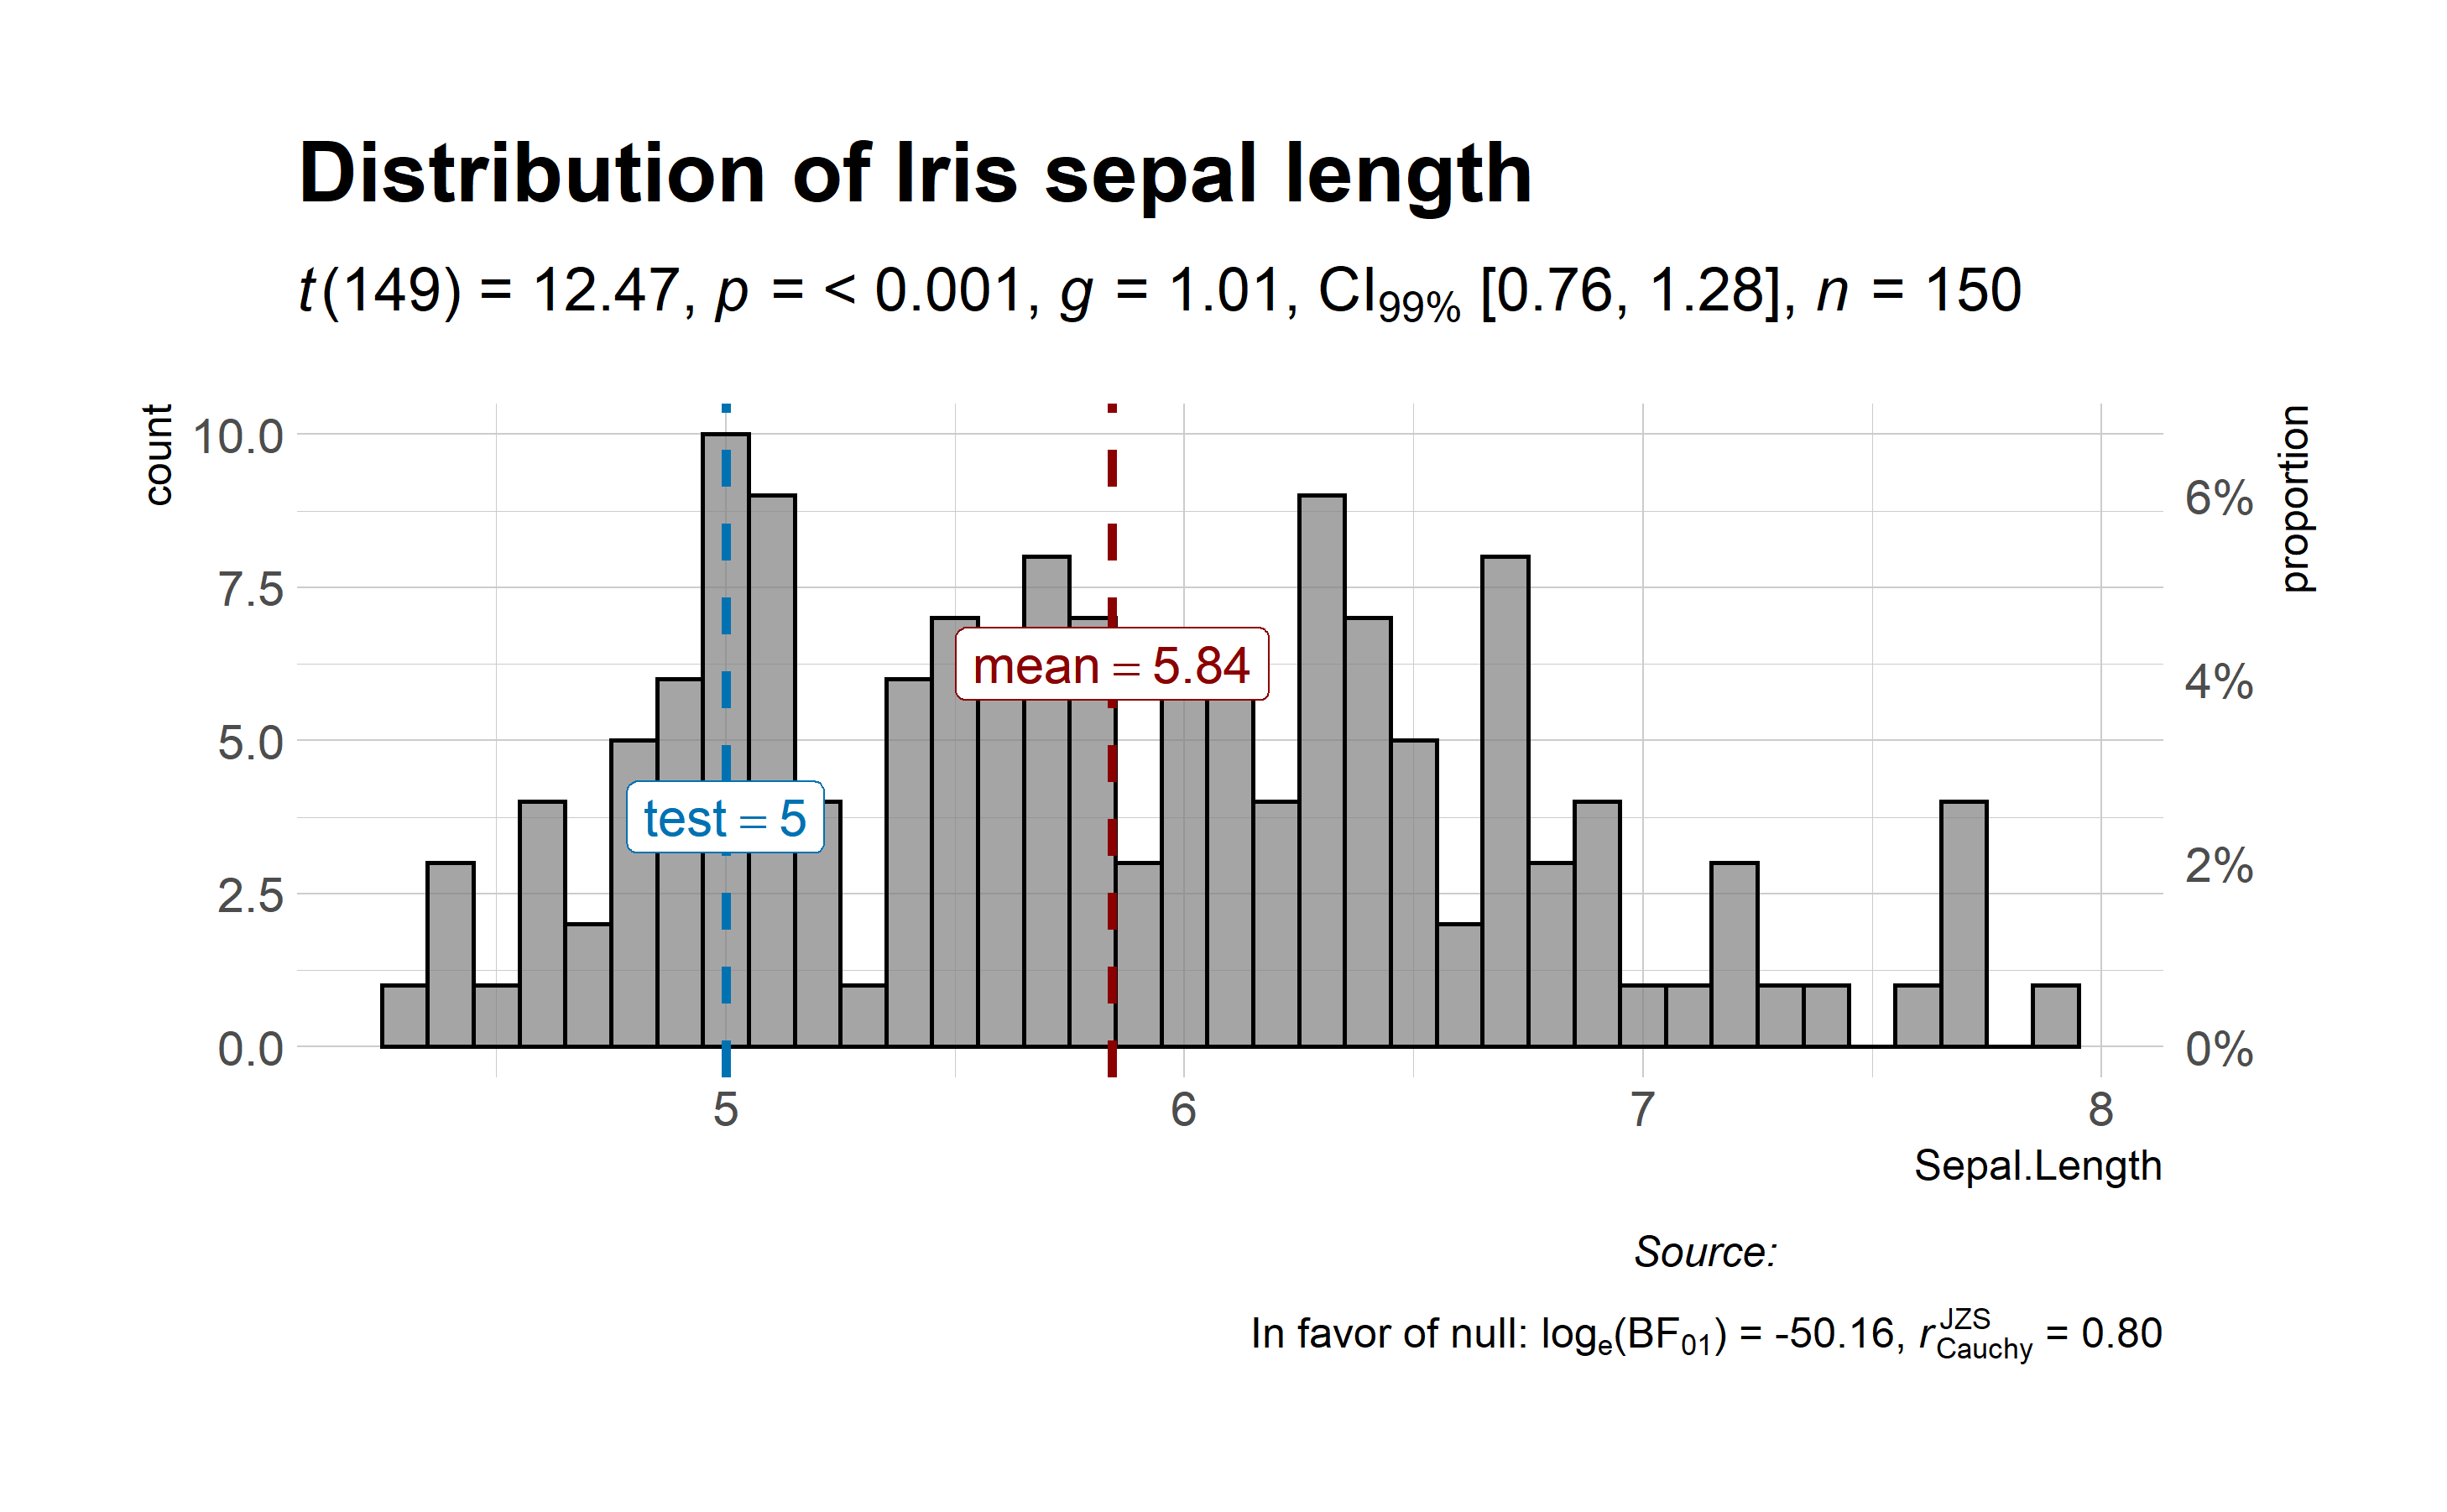 Distribution of Iris sepal length
t(149) = 12.47, p = < 0.001, g = 1.01, CI99% [0.76, 1.28], n = 150
count
10.0
7.5
5.0
2.5
0.0
proportion
6%
4%
2%
0%
mean = 5.84
test = 5
5 6 7 8
Sepal.Length
Source:
In favor of null: loge(BF01) = -50.16, rJZSCauchy = 0.80